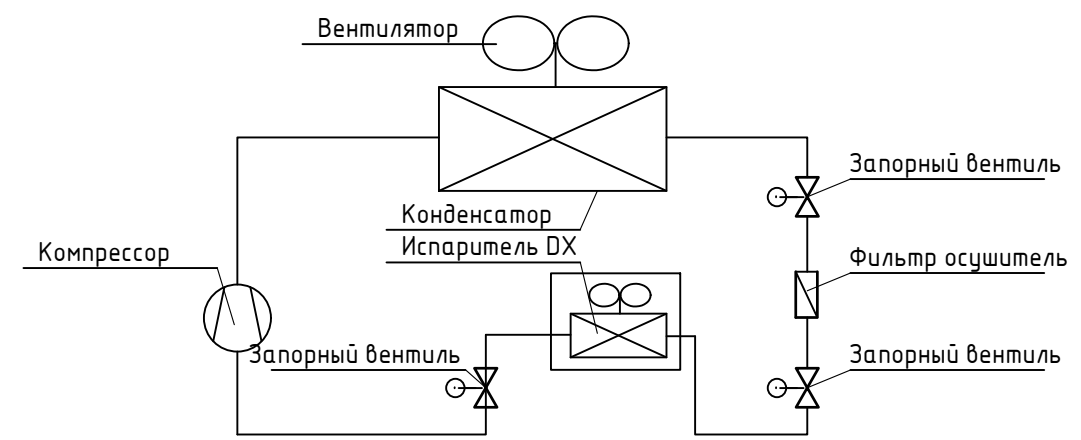 Вентилятор
Запорный вентиль
Конденсатор
Испаритель DX
Компрессор
Фильтр осушитель
Запорный вентиль
Запорный вентиль